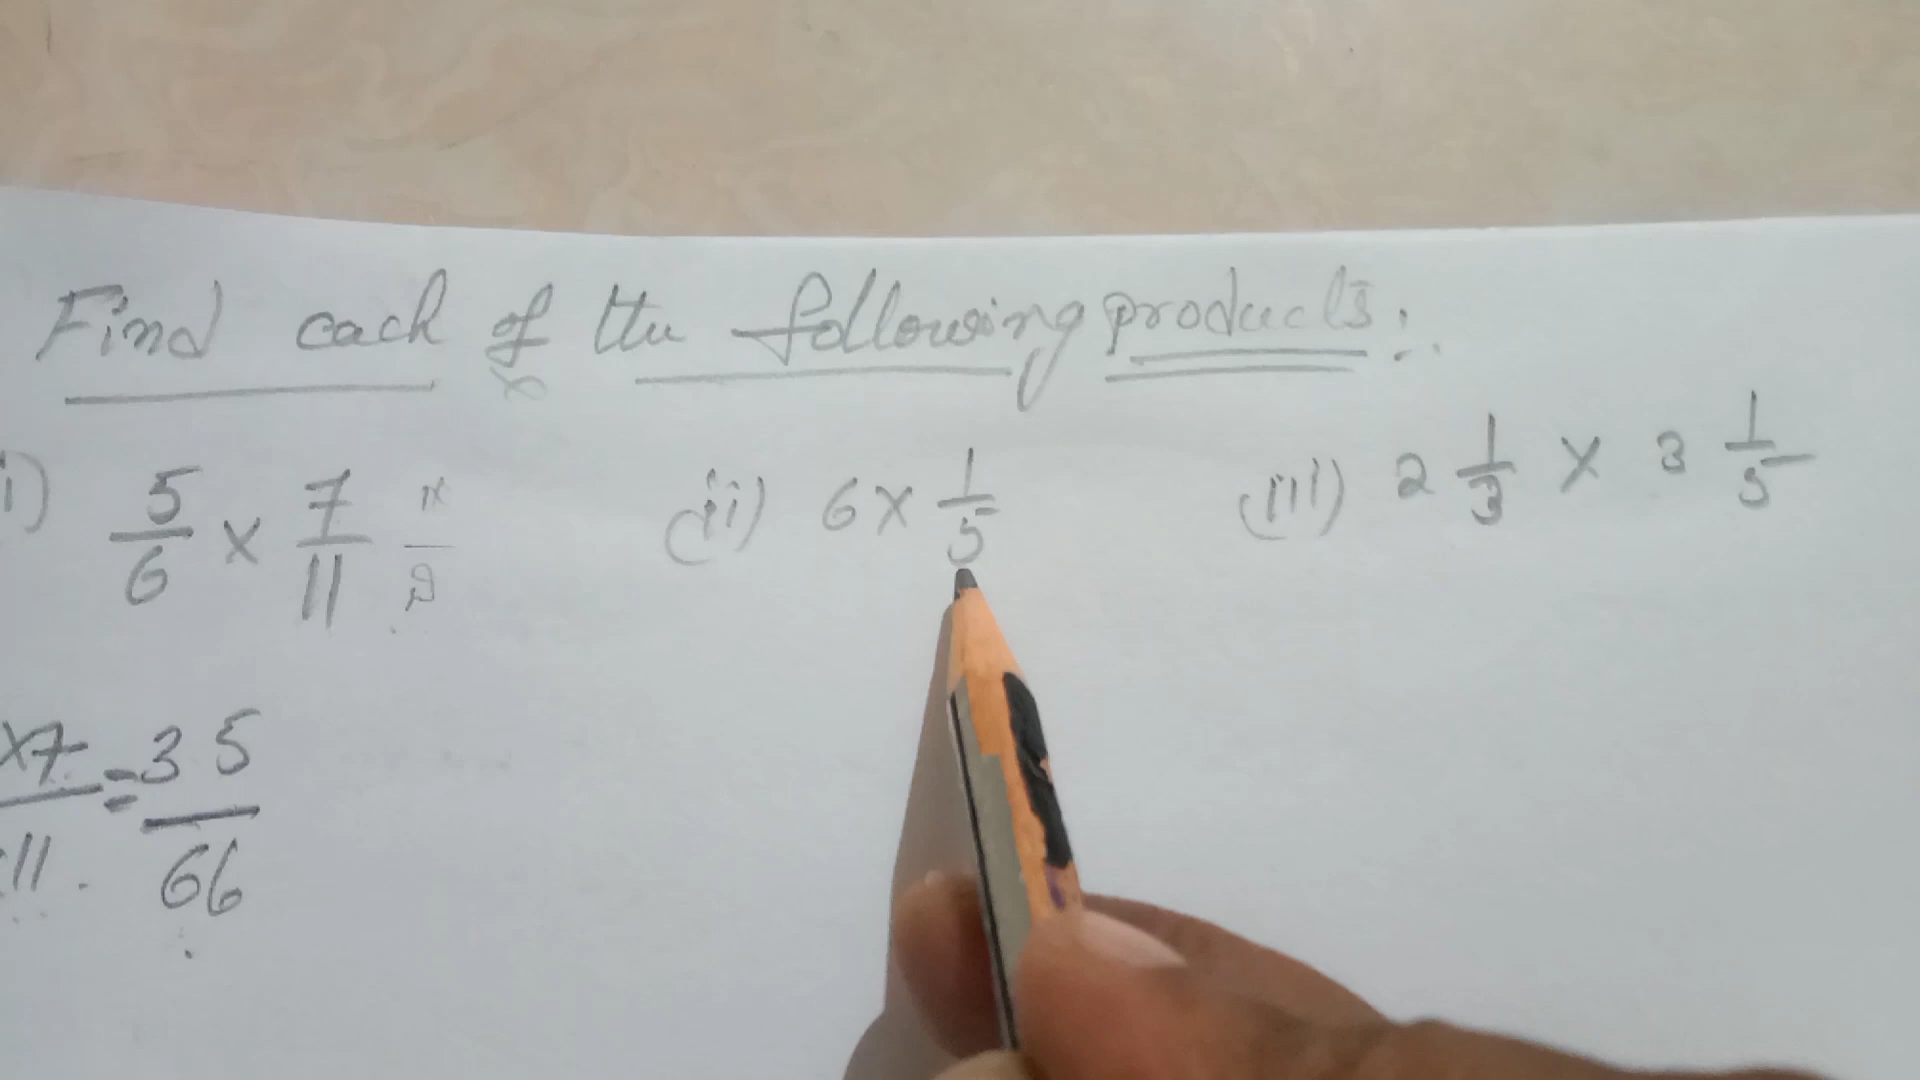 Find each of the following products:
i) 5/6 × 7/11 (ii) 6 × 1/5 (iii) 2 1/3 × 3 1/5
×7/11 = 35/66